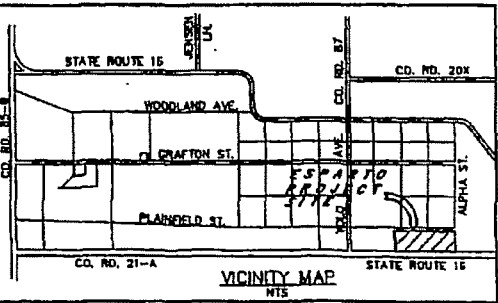 JENSEN
LN.
STATE ROUTE 16
CO. RD. 87
CO. RD. 20X
CO. RD. 85-B
WOODLAND AVE.
GRAFTON ST.
YOLO AVE
ESPARTO
PROJECT
SITE
ALPHA ST.
PLAINFIELD ST.
CO. RD. 21-A
STATE ROUTE 16
VICINITY MAP
NTS